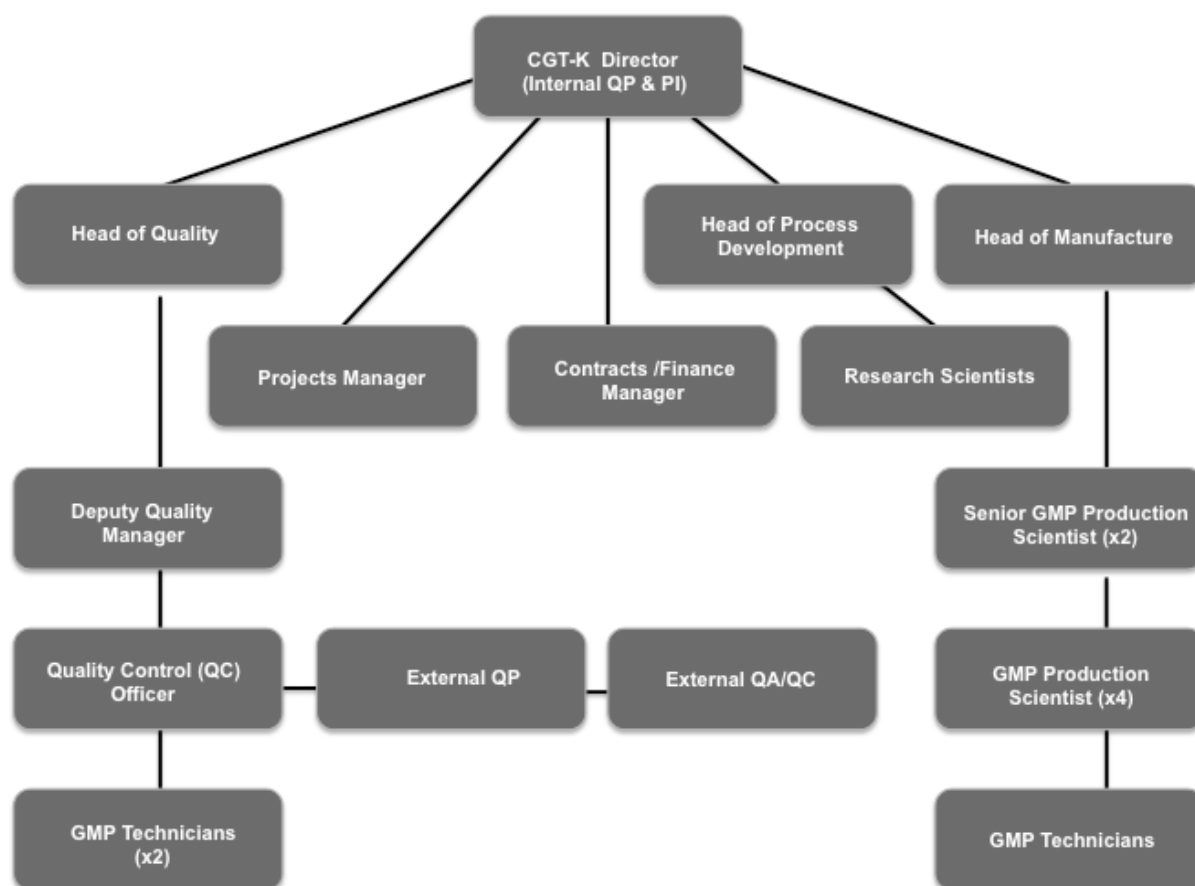 CGT-K Director
(Internal QP & PI)
Head of Quality
Head of Process
Development
Head of Manufacture
Projects Manager
Contracts /Finance
Manager
Research Scientists
Deputy Quality
Manager
Senior GMP Production
Scientist (x2)
Quality Control (QC)
Officer
External QP
External QA/QC
GMP Production
Scientist (x4)
GMP Technicians
(x2)
GMP Technicians